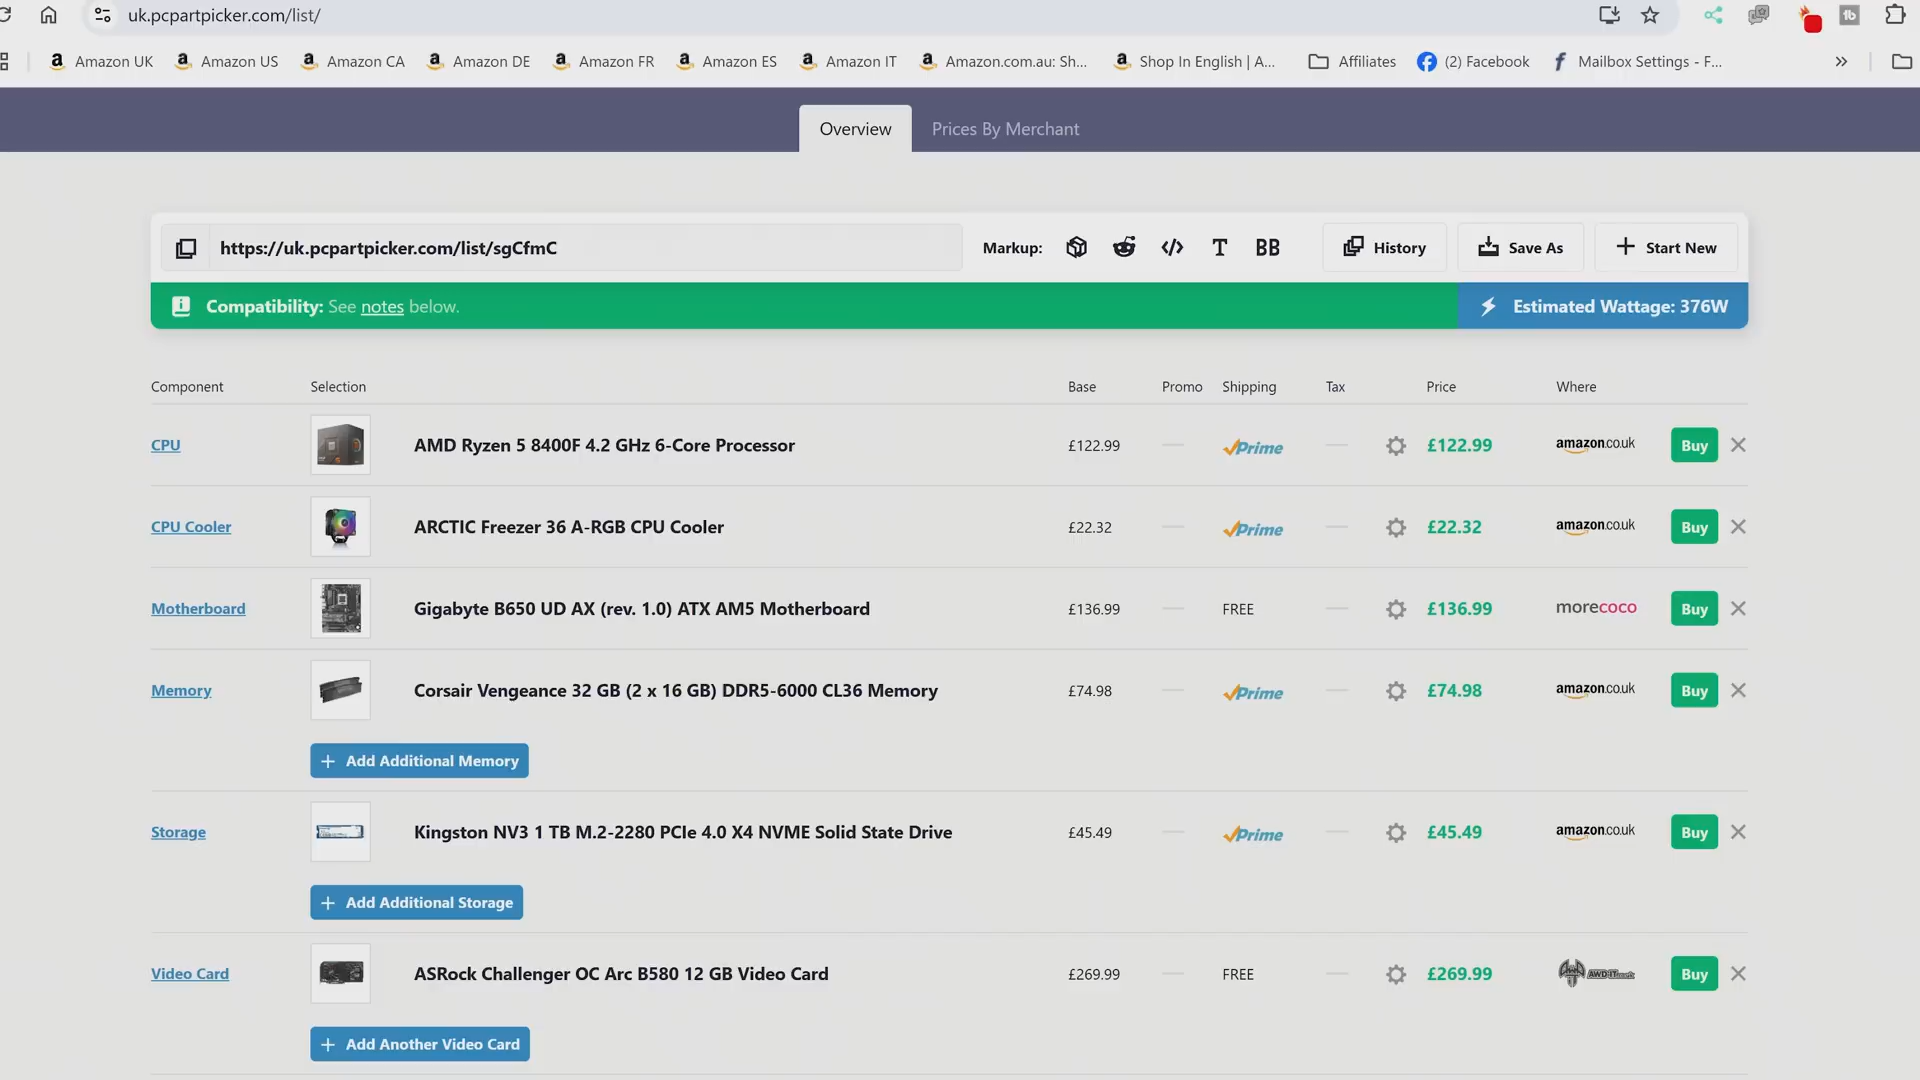 uk.pcpartpicker.com/list/
Amazon UK Amazon US Amazon CA Amazon DE Amazon FR Amazon ES Amazon IT Amazon.com.au: Sh... Shop In English | A... Affiliates (2) Facebook Mailbox Settings - F...
Overview Prices By Merchant
https://uk.pcpartpicker.com/list/sgCfmC Markup: T BB History Save As Start New
Compatibility: See notes below. Estimated Wattage: 376W
Component Selection Base Promo Shipping Tax Price Where
CPU AMD Ryzen 5 8400F 4.2 GHz 6-Core Processor £122.99 Prime £122.99 amazon.co.uk Buy
CPU Cooler ARCTIC Freezer 36 A-RGB CPU Cooler £22.32 Prime £22.32 amazon.co.uk Buy
Motherboard Gigabyte B650 UD AX (rev. 1.0) ATX AM5 Motherboard £136.99 FREE £136.99 morecoco Buy
Memory Corsair Vengeance 32 GB (2 x 16 GB) DDR5-6000 CL36 Memory £74.98 Prime £74.98 amazon.co.uk Buy
+ Add Additional Memory
Storage Kingston NV3 1 TB M.2-2280 PCIe 4.0 X4 NVME Solid State Drive £45.49 Prime £45.49 amazon.co.uk Buy
+ Add Additional Storage
Video Card ASRock Challenger OC Arc B580 12 GB Video Card £269.99 FREE £269.99 AWD-IT Buy
+ Add Another Video Card